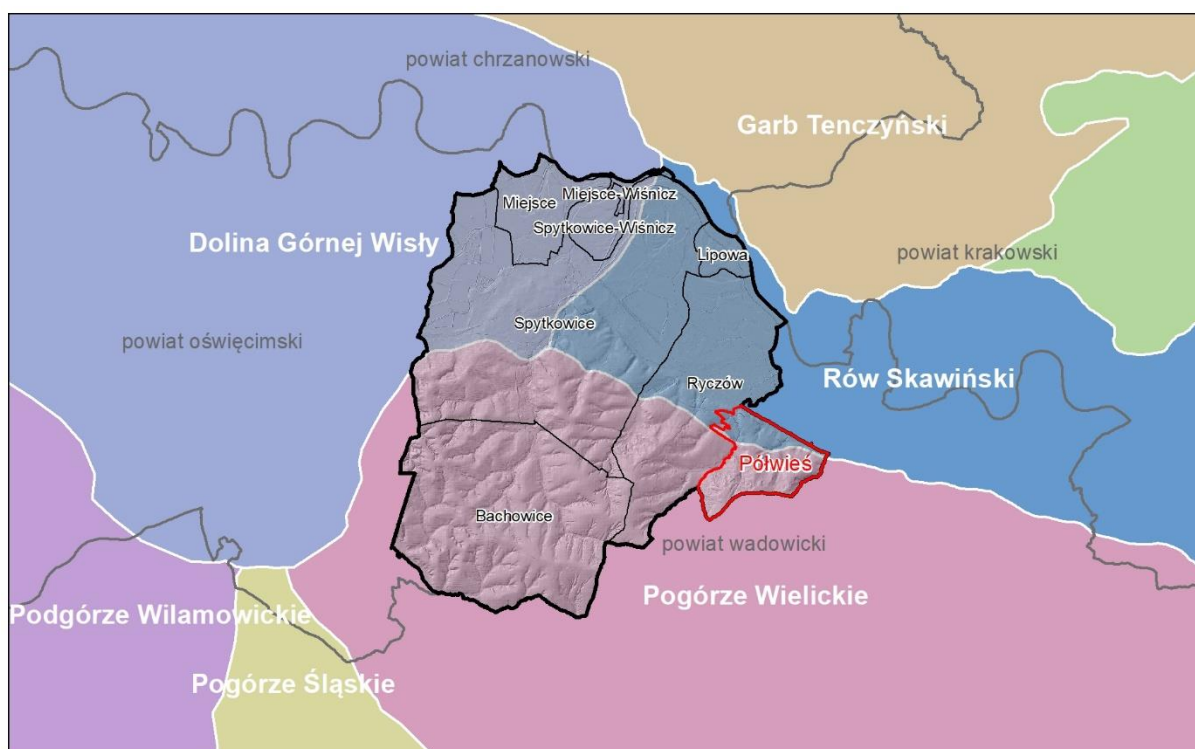 powiat chrzanowski
Garb Tenczyński
Miejsce
Miejsce-Wiśnicz
Spytkowice-Wiśnicz
Dolina Górnej Wisły
Lipowa
powiat krakowski
Spytkowice
powiat oświęcimski
Ryczów
Rów Skawiński
Półwieś
Bachowice
powiat wadowicki
Pogórze Wielickie
Podgórze Wilamowickie
Pogórze Śląskie